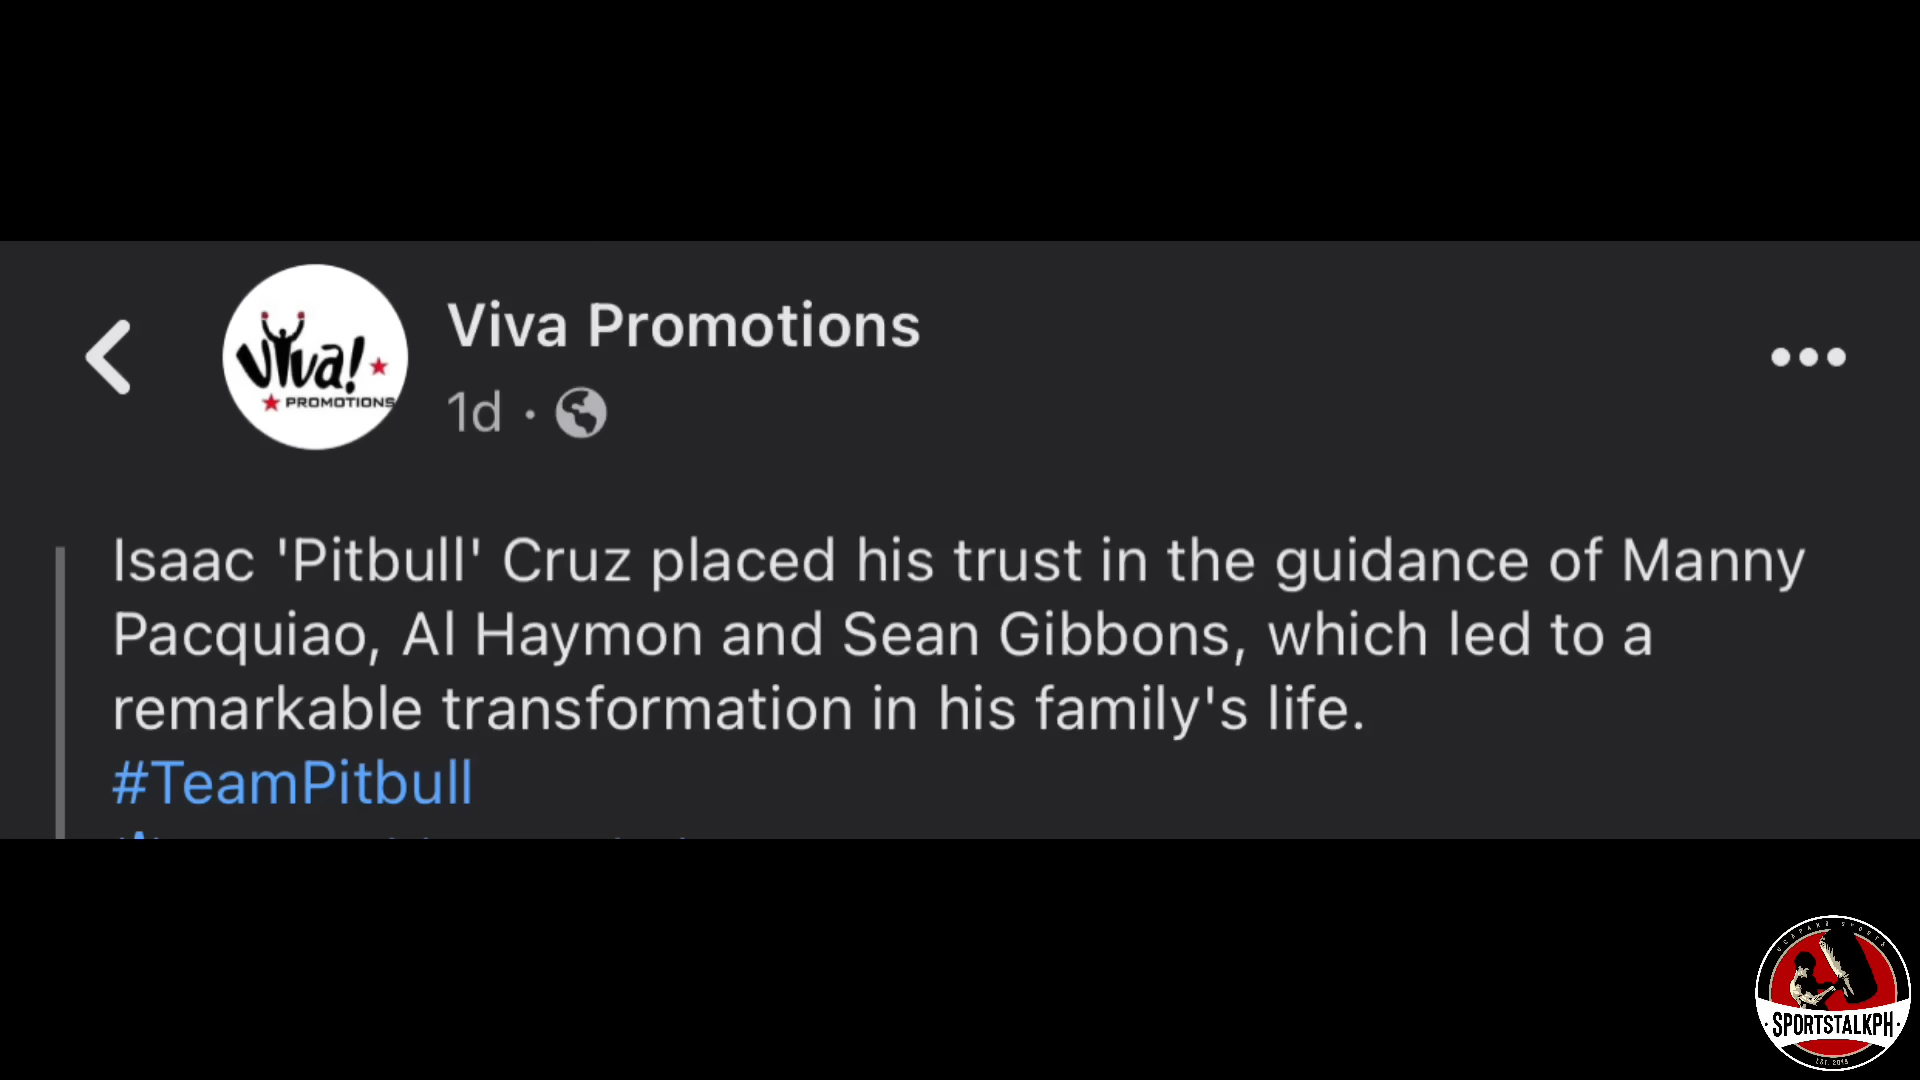 Viva Promotions
Viva!
PROMOTIONS
1d ·
Isaac 'Pitbull' Cruz placed his trust in the guidance of Manny
Pacquiao, Al Haymon and Sean Gibbons, which led to a
remarkable transformation in his family's life.
#TeamPitbull
SPORTSTALKPH